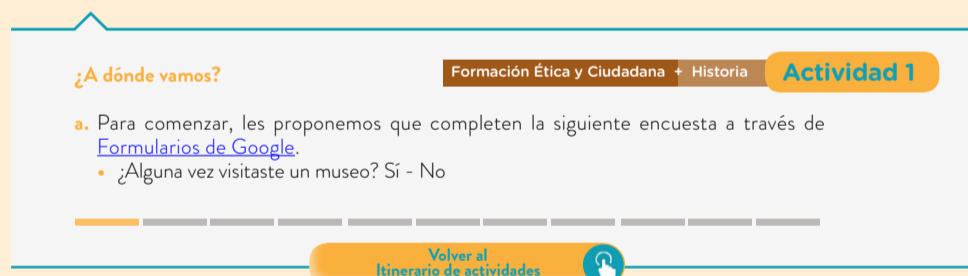 ¿A dónde vamos?
Formación Ética y Ciudadana + Historia
Actividad 1
a. Para comenzar, les proponemos que completen la siguiente encuesta a través de
Formularios de Google.
• ¿Alguna vez visitaste un museo? Sí - No
Volver al
Itinerario de actividades